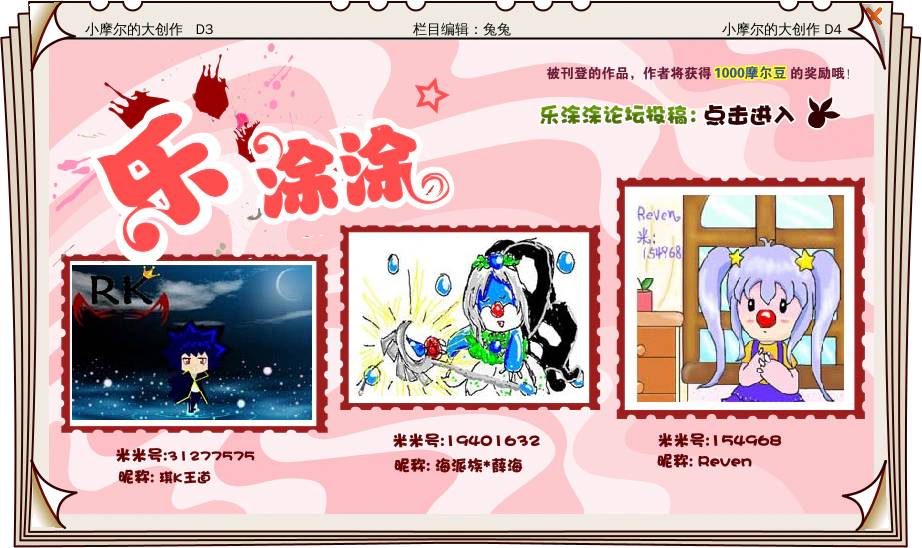 小摩尔的大创作 D3
栏目编辑：兔兔
小摩尔的大创作 D4
被刊登的作品，作者将获得 1000摩尔豆 的奖励哦！
乐涂涂论坛投稿：点击进入
乐涂涂
RK
Reven。
米：
154968
米米号:31277575
昵称: 琪K王道
米米号:19401632
昵称: 海派族*薛海
米米号:154968
昵称: Reven